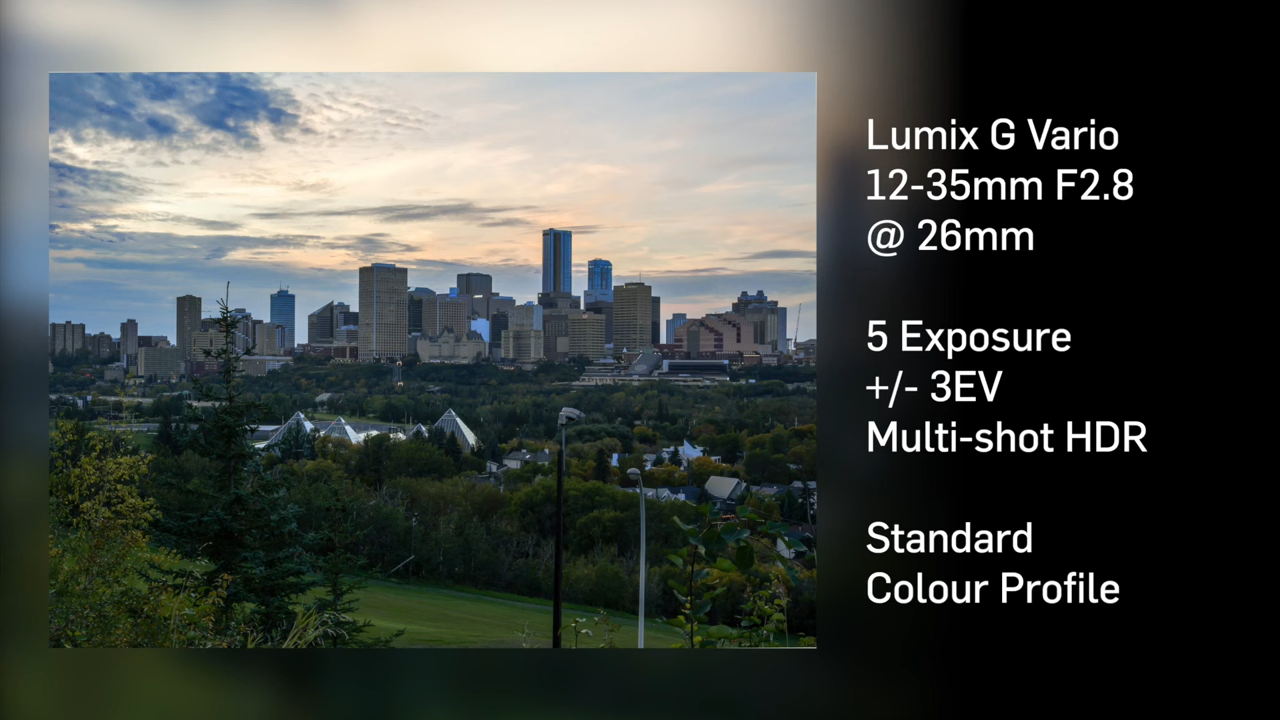 Lumix G Vario
12-35mm F2.8
@ 26mm
5 Exposure
+/- 3EV
Multi-shot HDR
Standard
Colour Profile